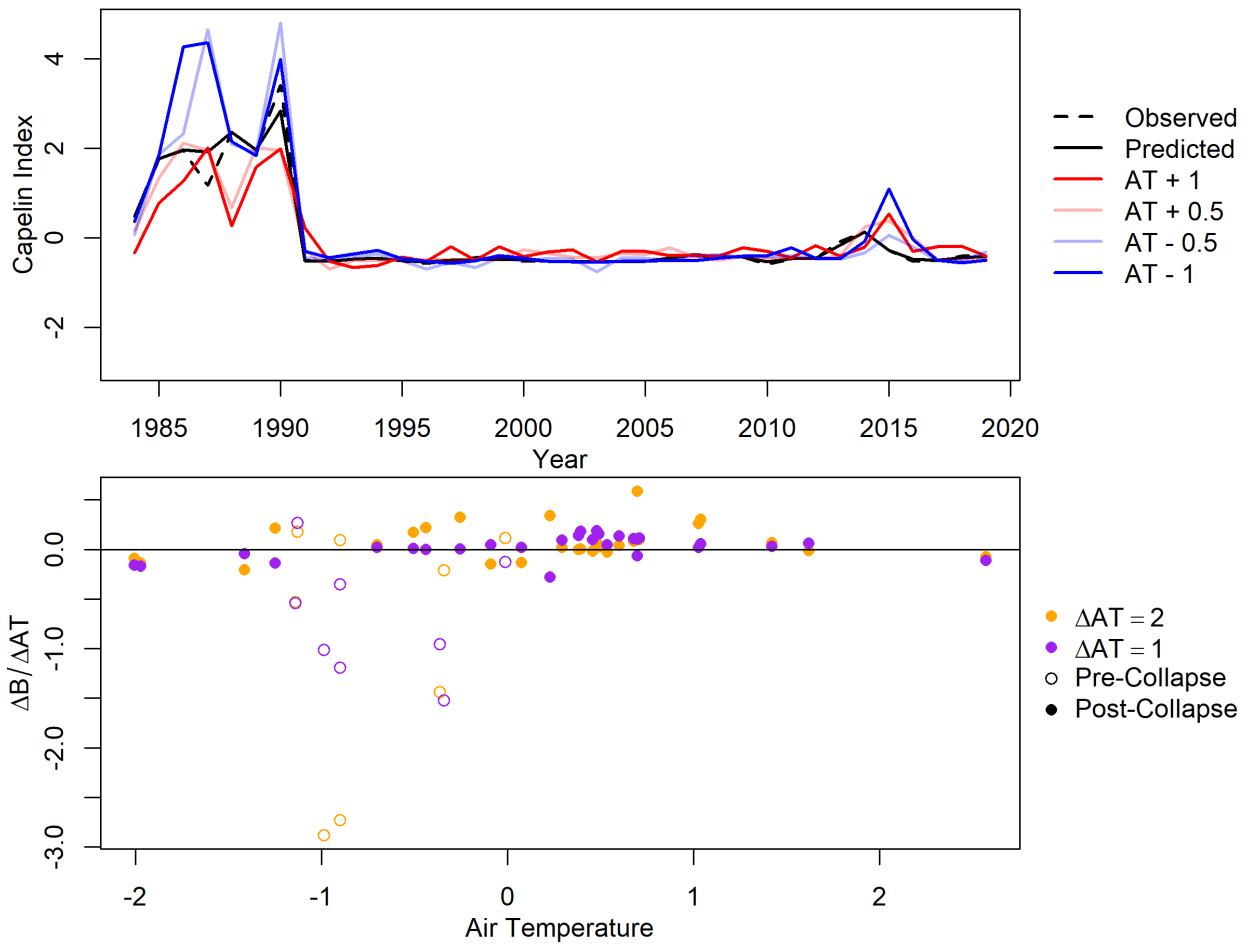 Capelin Index
4
2
0
-2
1985 1990 1995 2000 2005 2010 2015 2020
Year
Observed
Predicted
AT + 1
AT + 0.5
AT - 0.5
AT - 1
ΔB/ΔAT
0.0
-1.0
-2.0
-3.0
-2 -1 0 1 2
Air Temperature
ΔAT = 2
ΔAT = 1
Pre-Collapse
Post-Collapse